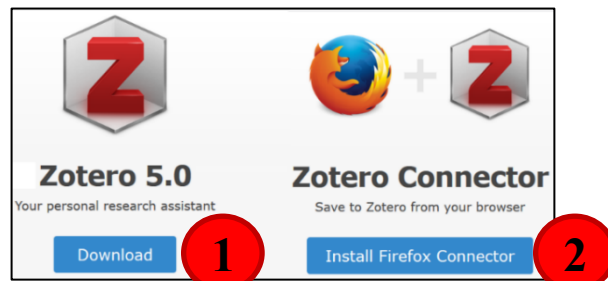 Z
Z
Zotero 5.0
Your personal research assistant
Download
1
Zotero Connector
Save to Zotero from your browser
Install Firefox Connector
2